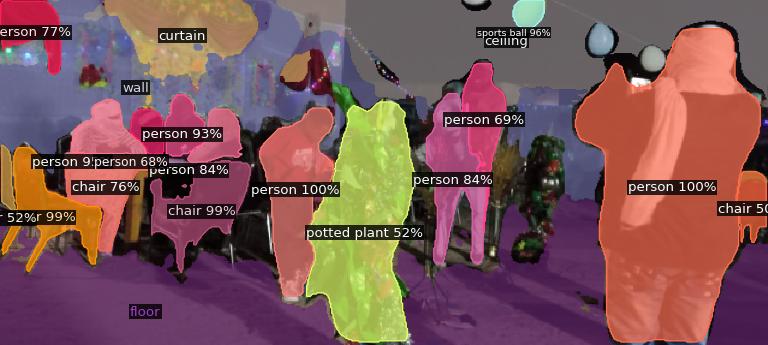 erson 77%
curtain
sports ball 96%
ceiling
wall
person 69%
person 93%
person 9
person 68%
person 84%
chair 76%
person 84%
person 100%
person 100%
chair 99%
chair 50
52%
r 99%
potted plant 52%
floor